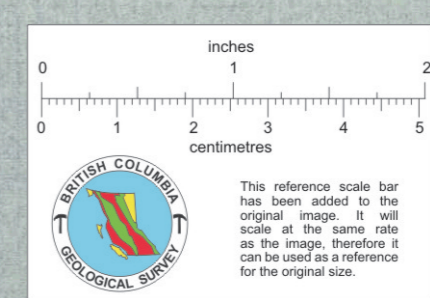 inches
0 1 2
0 1 2 3 4 5
centimetres
BRITISH COLUMBIA
GEOLOGICAL SURVEY
This reference scale bar
has been added to the
original image. It will
scale at the same rate
as the image, therefore it
can be used as a reference
for the original size.